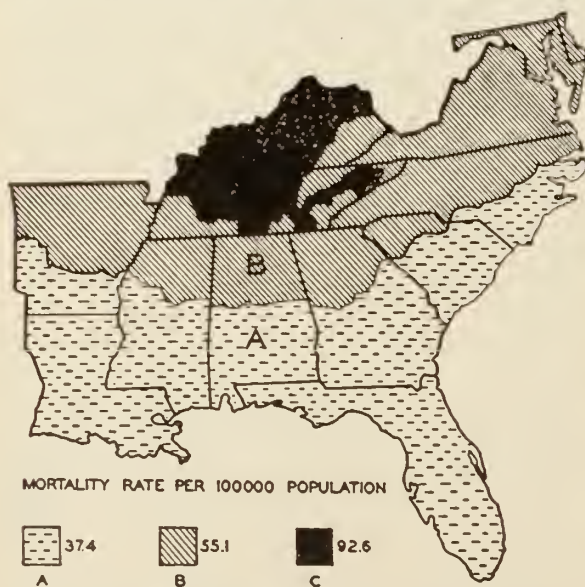 B
A
MORTALITY RATE PER 100000 POPULATION
37.4 55.1 92.6
A B C